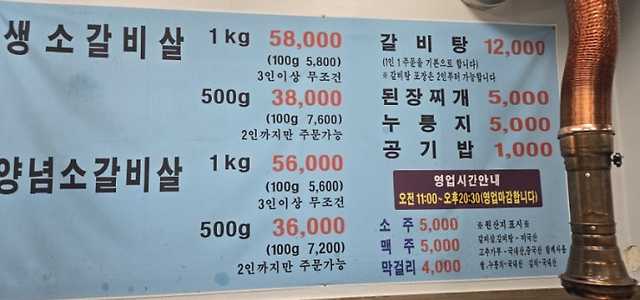 생소갈비살 1kg 58,000
(100g 5,800)
3인이상 무조건
500g 38,000
(100g 7,600)
2인까지만 주문가능
양념소갈비살 1kg 56,000
(100g 5,600)
3인이상 무조건
500g 36,000
(100g 7,200)
2인까지만 주문가능
갈비탕 12,000
(1인 1주문을 기본으로 합니다)
※갈비탕 포장은 2인부터 가능합니다
된장찌개 5,000
누룽지 5,000
공기밥 1,000
영업시간안내
오전 11:00~오후20:30(영업마감합니다)
소주 5,000
맥주 5,000
막걸리 4,000
※원산지 표시※
갈비살,갈비탕-미국산
고추가루-국내산,중국산 함께사용
쌀,누룽지-국내산 김치-국내산